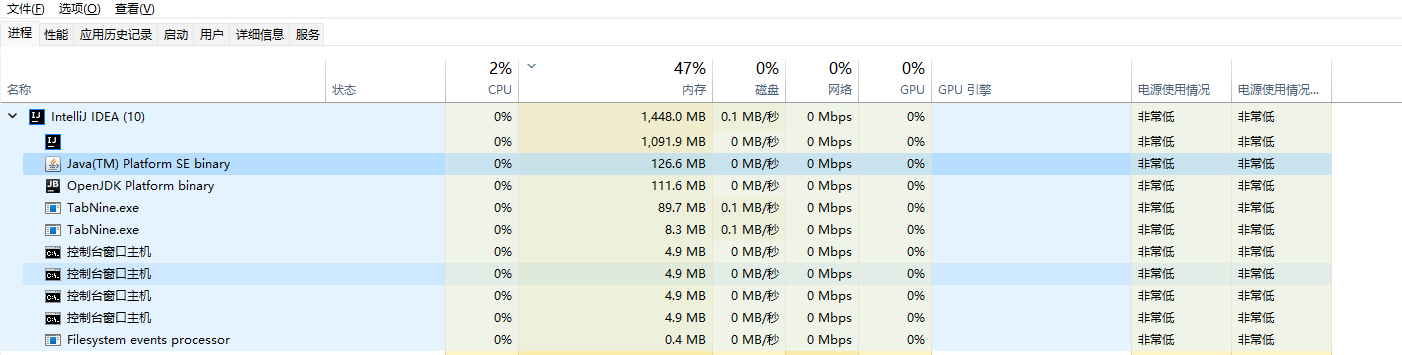 文件(F) 选项(O) 查看(V)
进程 性能 应用历史记录 启动 用户 详细信息 服务
2% 47% 0% 0% 0%
名称 状态 CPU 内存 磁盘 网络 GPU GPU 引擎 电源使用情况 电源使用情况...
IntelliJ IDEA (10) 0% 1,448.0 MB 0.1 MB/秒 0 Mbps 0% 非常低 非常低
0% 1,091.9 MB 0 MB/秒 0 Mbps 0% 非常低 非常低
Java(TM) Platform SE binary 0% 126.6 MB 0 MB/秒 0 Mbps 0% 非常低 非常低
OpenJDK Platform binary 0% 111.6 MB 0 MB/秒 0 Mbps 0% 非常低 非常低
TabNine.exe 0% 89.7 MB 0.1 MB/秒 0 Mbps 0% 非常低 非常低
TabNine.exe 0% 8.3 MB 0.1 MB/秒 0 Mbps 0% 非常低 非常低
控制台窗口主机 0% 4.9 MB 0 MB/秒 0 Mbps 0% 非常低 非常低
控制台窗口主机 0% 4.9 MB 0 MB/秒 0 Mbps 0% 非常低 非常低
控制台窗口主机 0% 4.9 MB 0 MB/秒 0 Mbps 0% 非常低 非常低
控制台窗口主机 0% 4.9 MB 0 MB/秒 0 Mbps 0% 非常低 非常低
Filesystem events processor 0% 0.4 MB 0 MB/秒 0 Mbps 0% 非常低 非常低